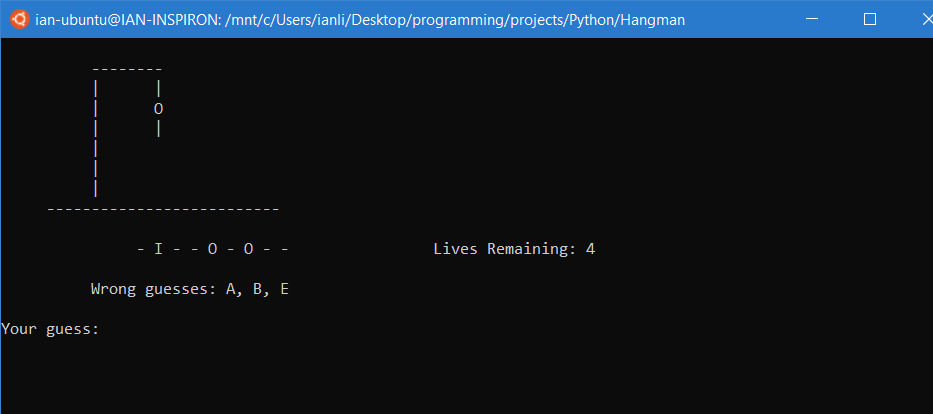 ian-ubuntu@IAN-INSPIRON: /mnt/c/Users/ianli/Desktop/programming/projects/Python/Hangman
--------
|      |
|      O
|      |
|
|
|
--------------------------
- I - - O - O - - Lives Remaining: 4
Wrong guesses: A, B, E
Your guess: